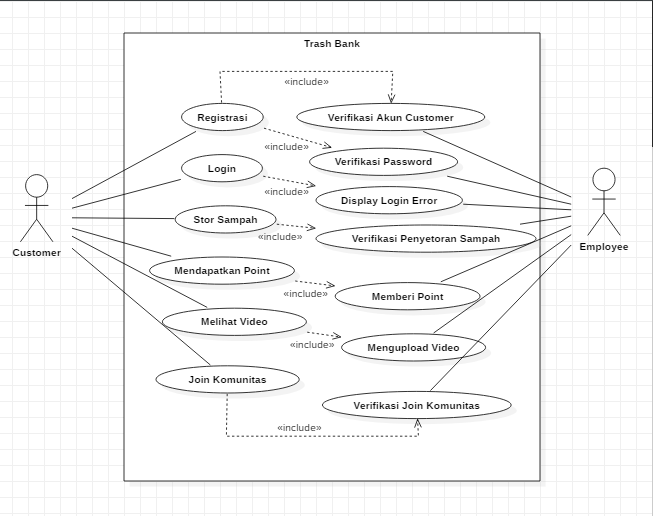 Trash Bank
«include»
Registrasi
Verifikasi Akun Customer
«include»
Verifikasi Password
Login
«include»
Display Login Error
Stor Sampah
«include»
Verifikasi Penyetoran Sampah
Customer
Employee
Mendapatkan Point
«include»
Memberi Point
Melihat Video
«include»
Mengupload Video
Join Komunitas
Verifikasi Join Komunitas
«include»